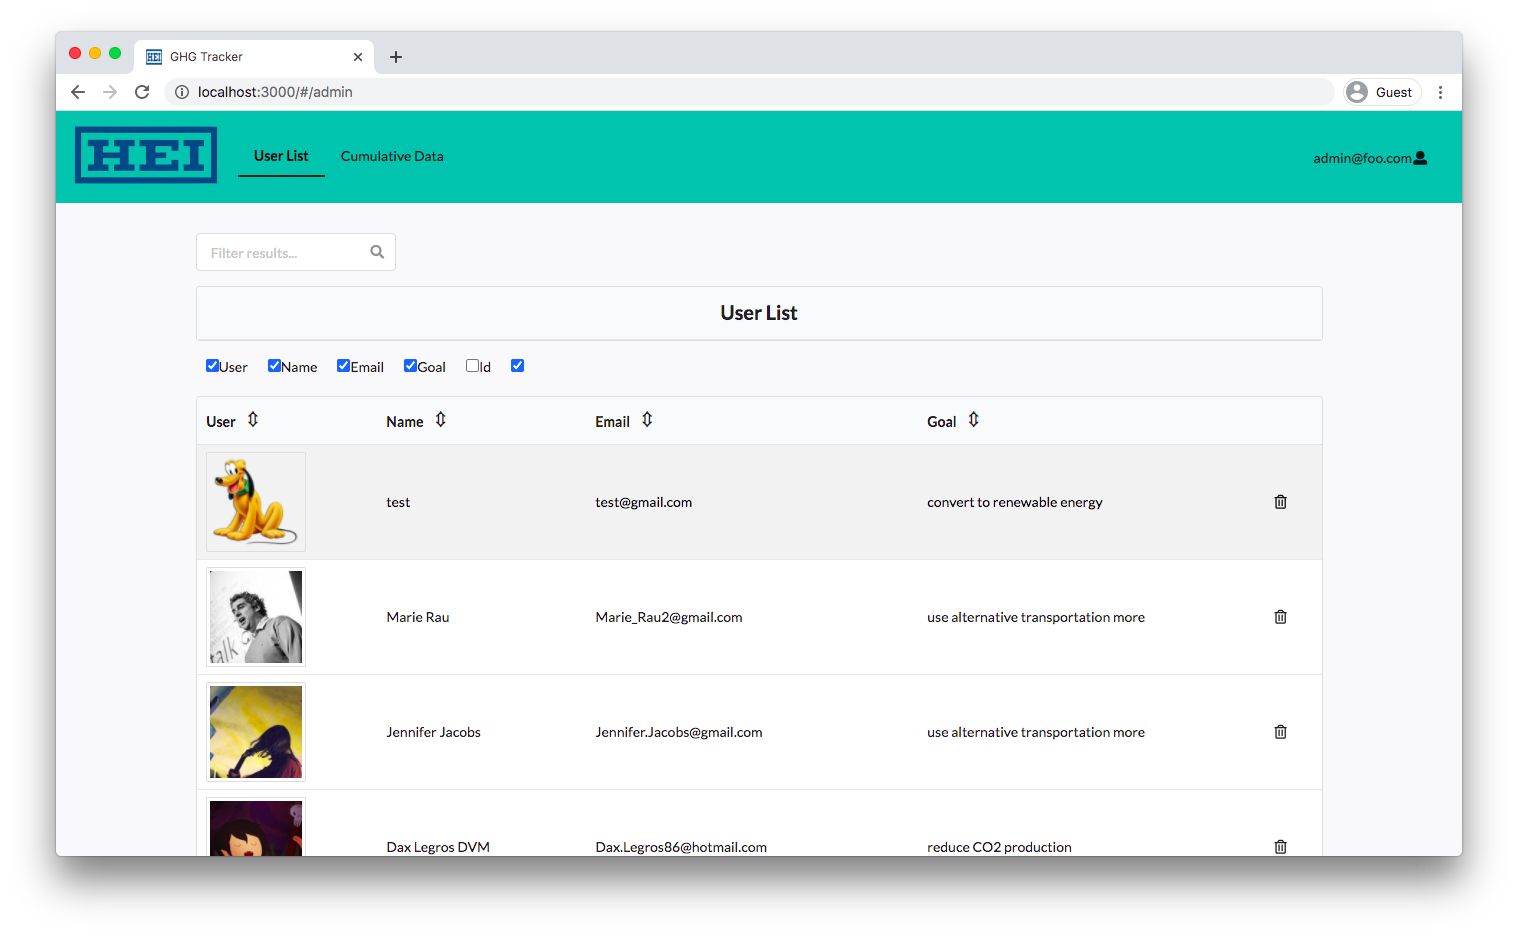 HEI GHG Tracker
localhost:3000/#/admin Guest
HEI User List Cumulative Data admin@foo.com
Filter results...
User List
User Name Email Goal Id
User Name Email Goal
test test@gmail.com convert to renewable energy
talk
Marie Rau Marie_Rau2@gmail.com use alternative transportation more
Jennifer Jacobs Jennifer.Jacobs@gmail.com use alternative transportation more
Dax Legros DVM Dax.Legros86@hotmail.com reduce CO2 production